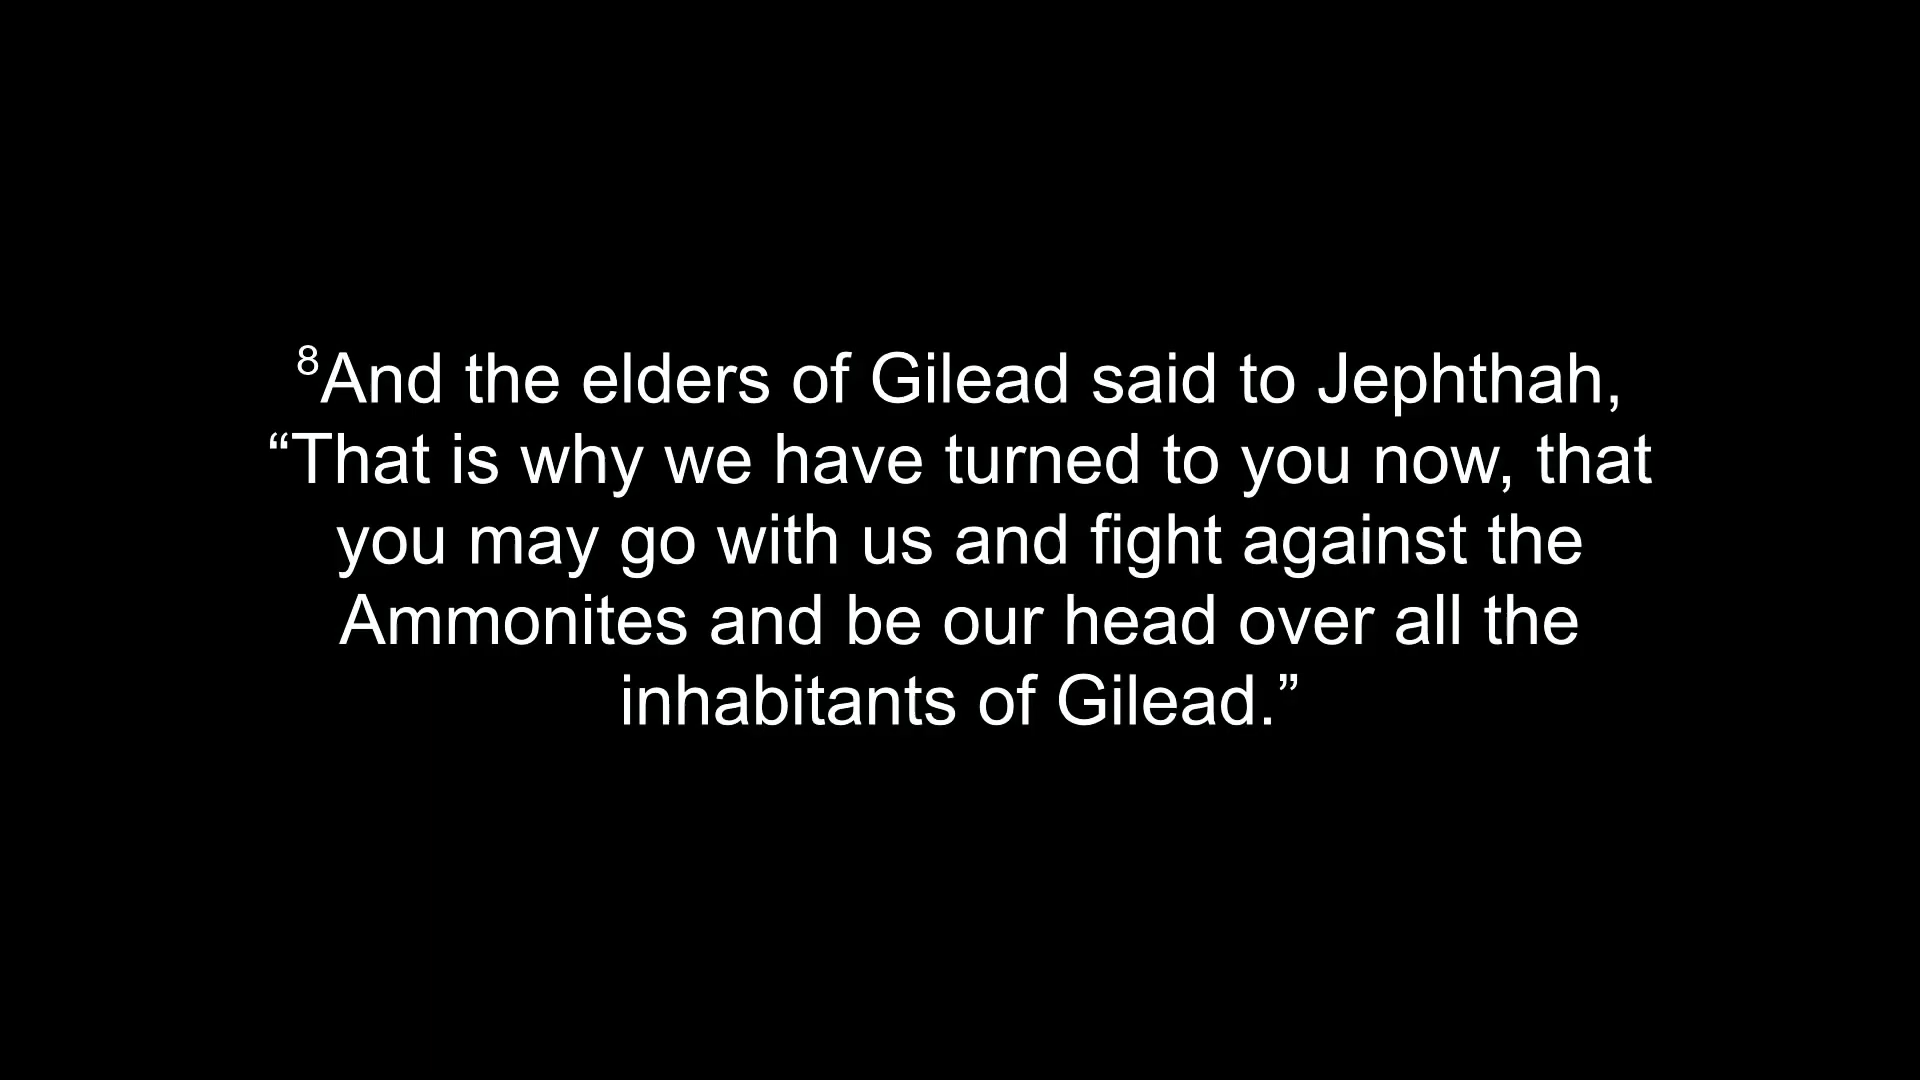 ⁸And the elders of Gilead said to Jephthah,
“That is why we have turned to you now, that
you may go with us and fight against the
Ammonites and be our head over all the
inhabitants of Gilead.”